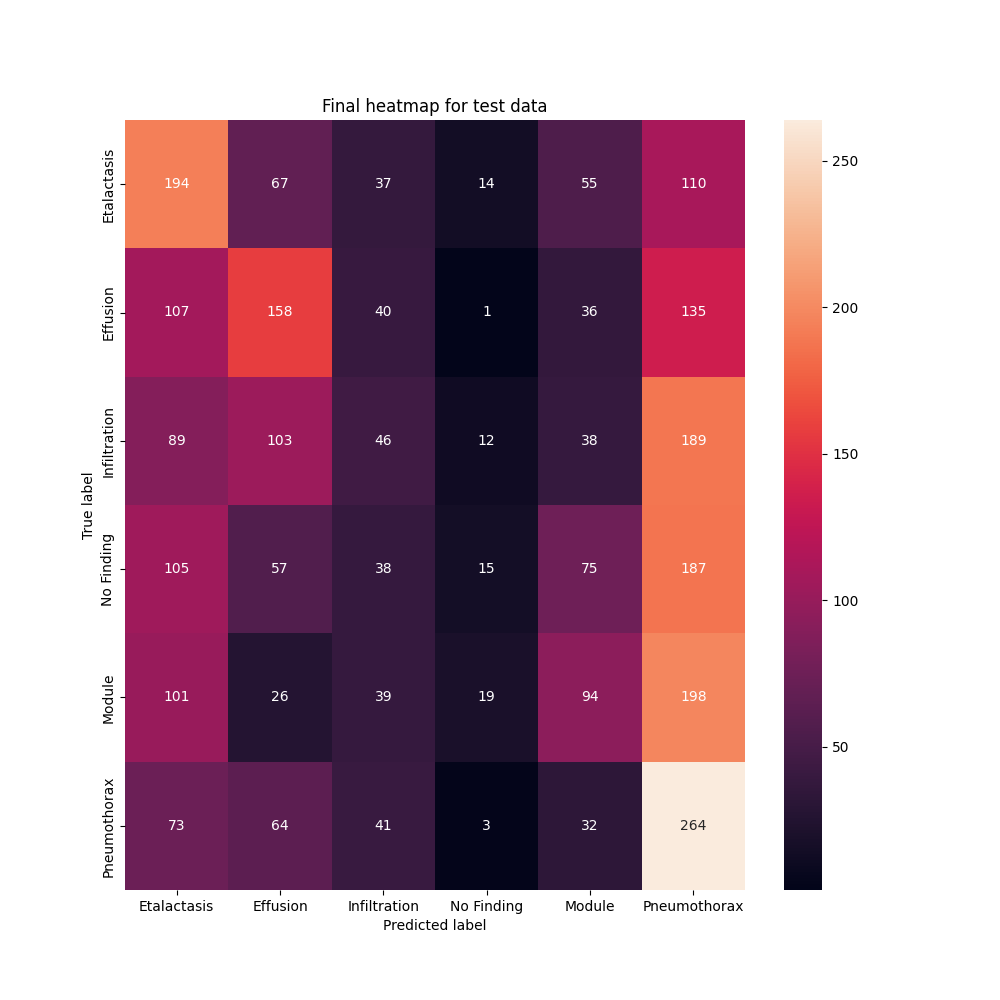 Final heatmap for test data
True label
Etalactasis 194 67 37 14 55 110
Effusion 107 158 40 1 36 135
Infiltration 89 103 46 12 38 189
No Finding 105 57 38 15 75 187
Module 101 26 39 19 94 198
Pneumothorax 73 64 41 3 32 264
Etalactasis Effusion Infiltration No Finding Module Pneumothorax
Predicted label
250
200
150
100
50